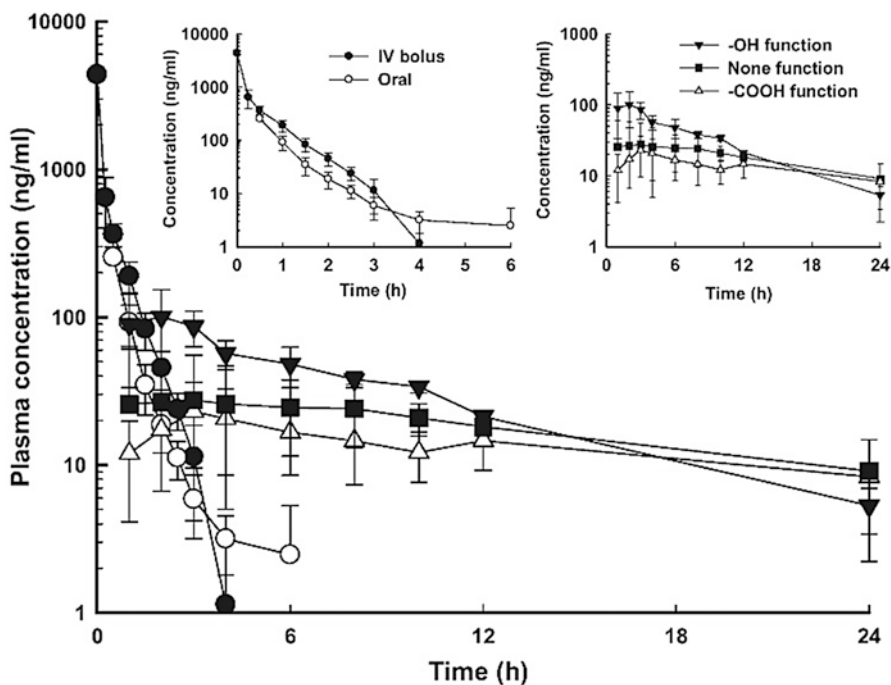 Plasma concentration (ng/ml)
10000
1000
100
10
1
0
6
12
18
24
Time (h)
Concentration (ng/ml)
10000
1000
100
10
1
0
1
2
3
4
5
6
Time (h)
IV bolus
Oral
Concentration (ng/ml)
1000
100
10
1
0
6
12
18
24
Time (h)
-OH function
None function
-COOH function